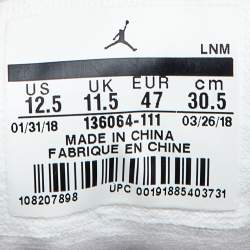 LNM
US UK EUR cm
12.5 11.5 47 30.5
01/31/18 136064-111 03/26/18
MADE IN CHINA
FABRIQUE EN CHINE
108207898 UPC 00191885403731